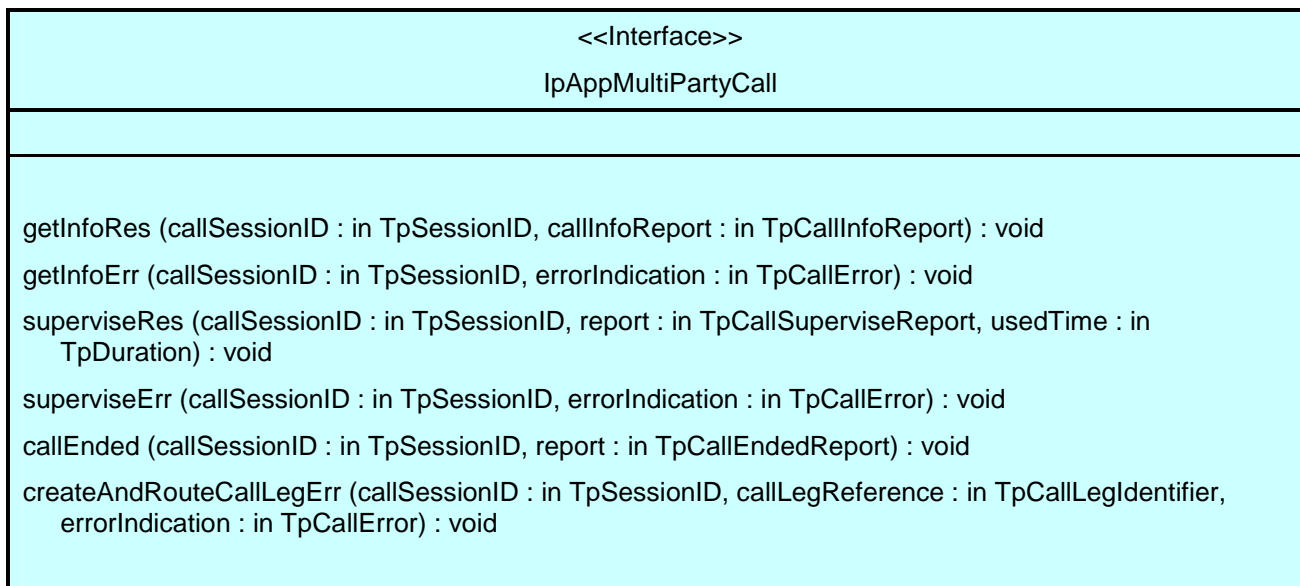 <<Interface>>
IpAppMultiPartyCall
getInfoRes (callSessionID : in TpSessionID, callInfoReport : in TpCallInfoReport) : void
getInfoErr (callSessionID : in TpSessionID, errorIndication : in TpCallError) : void
superviseRes (callSessionID : in TpSessionID, report : in TpCallSuperviseReport, usedTime : in
TpDuration) : void
superviseErr (callSessionID : in TpSessionID, errorIndication : in TpCallError) : void
callEnded (callSessionID : in TpSessionID, report : in TpCallEndedReport) : void
createAndRouteCallLegErr (callSessionID : in TpSessionID, callLegReference : in TpCallLegIdentifier,
errorIndication : in TpCallError) : void